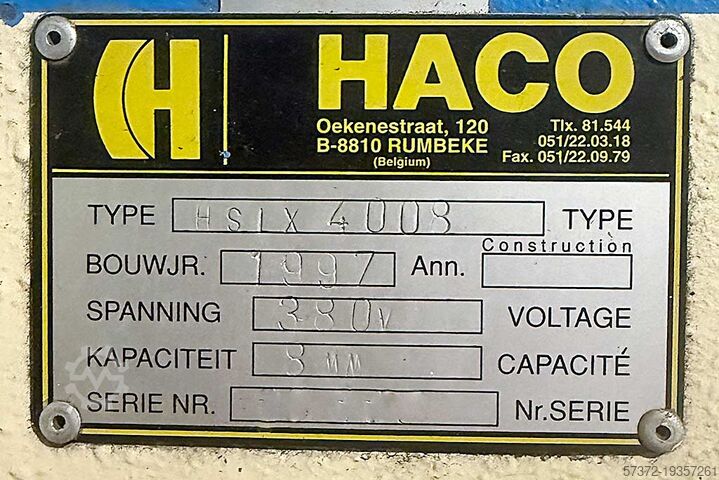 H HACO
Oekenestraat, 120 Tlx. 81.544
B-8810 RUMBEKE 051/22.03.18
(Belgium) Fax. 051/22.09.79
TYPE HSLX 4008 TYPE
Construction
BOUWJR. 1997 Ann.
SPANNING 380V VOLTAGE
KAPACITEIT 8 MM CAPACITÉ
SERIE NR. Nr. SERIE
57372-19357261